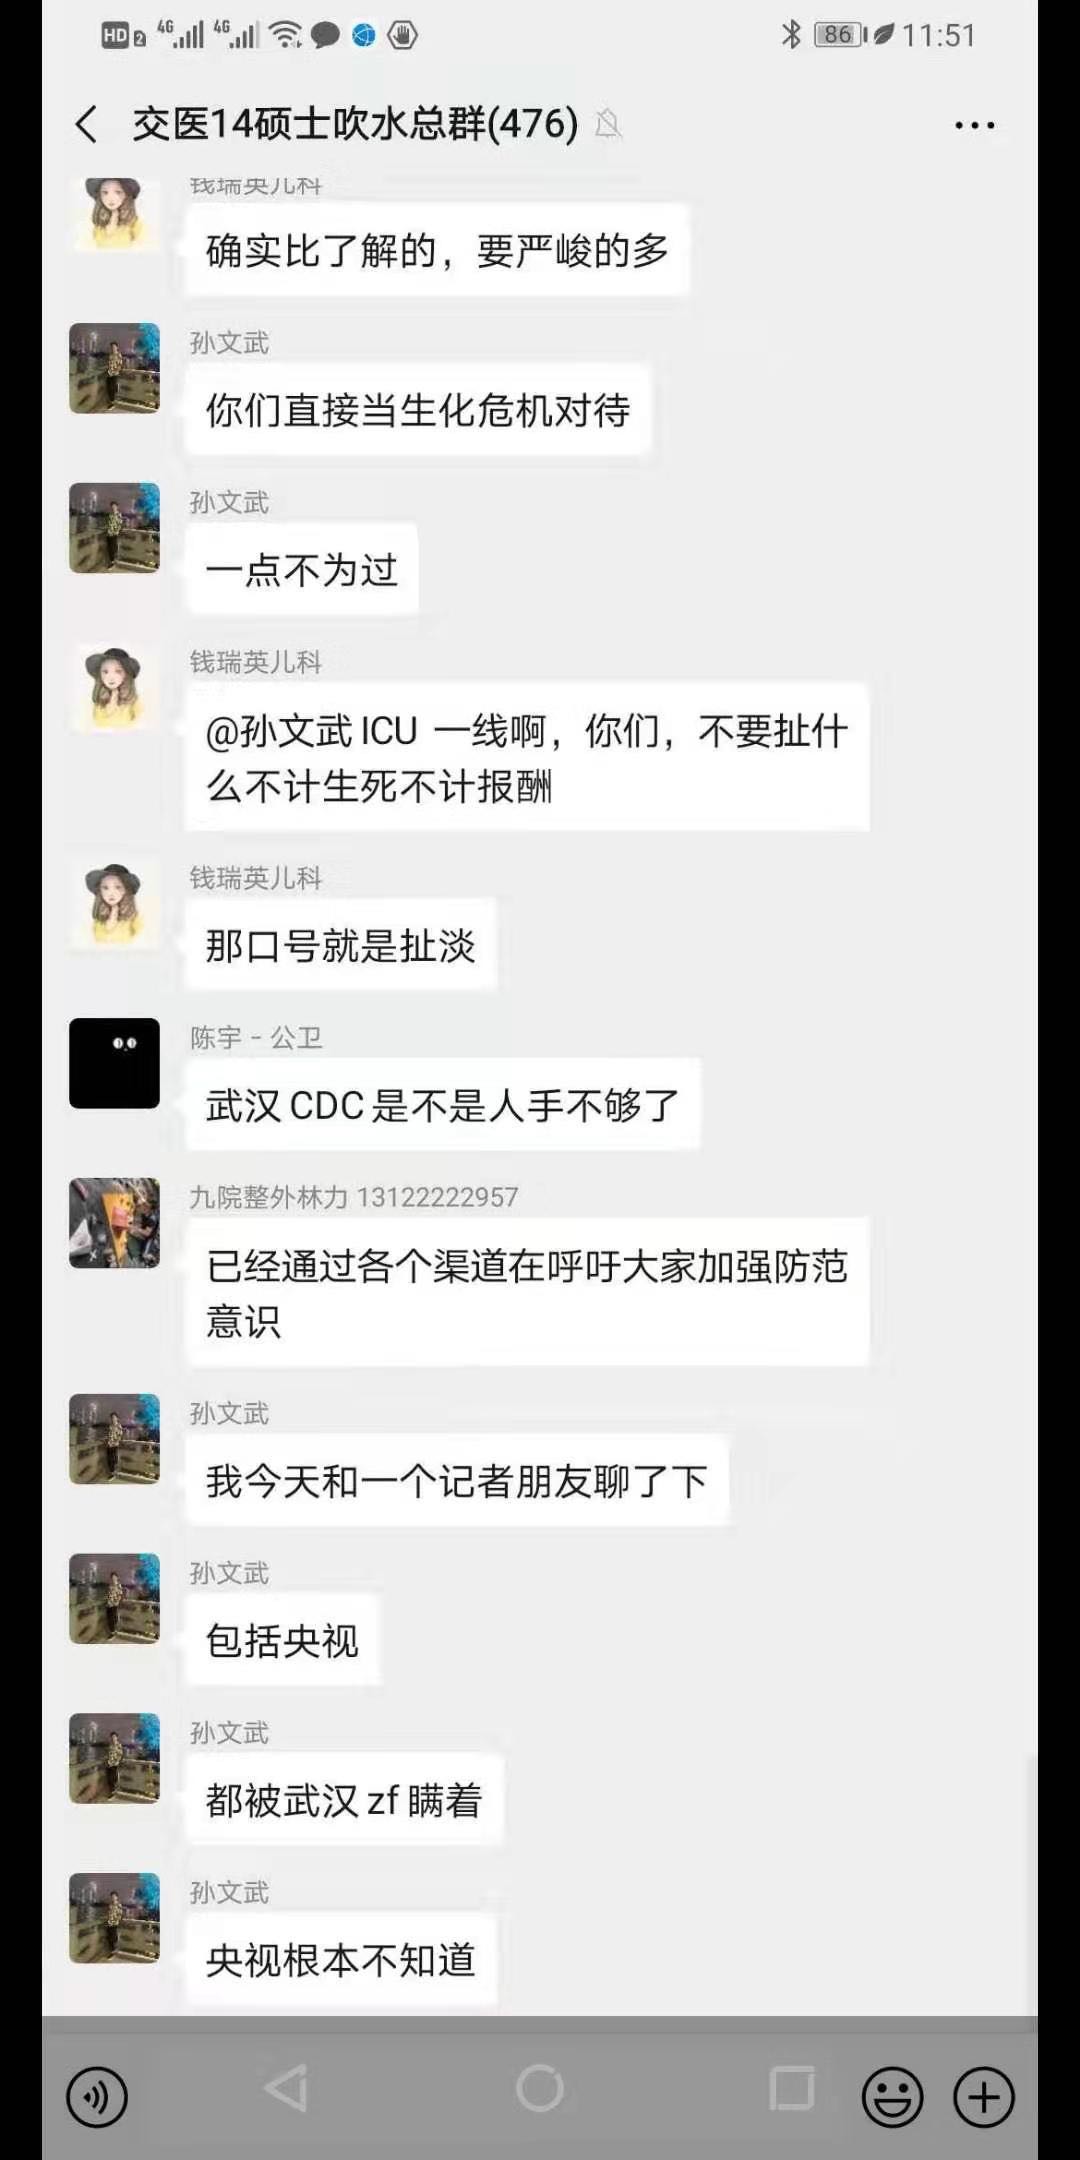 HD 2 4G 4G 86 11:51
交医14硕士吹水总群(476)
钱瑞英儿科
确实比了解的，要严峻的多
孙文武
你们直接当生化危机对待
孙文武
一点不为过
钱瑞英儿科
@孙文武 ICU 一线啊，你们，不要扯什
么不计生死不计报酬
钱瑞英儿科
那口号就是扯淡
陈宇 - 公卫
武汉 CDC 是不是人手不够了
九院整外林力 13122222957
已经通过各个渠道在呼吁大家加强防范
意识
孙文武
我今天和一个记者朋友聊了下
孙文武
包括央视
孙文武
都被武汉 zf 瞒着
孙文武
央视根本不知道